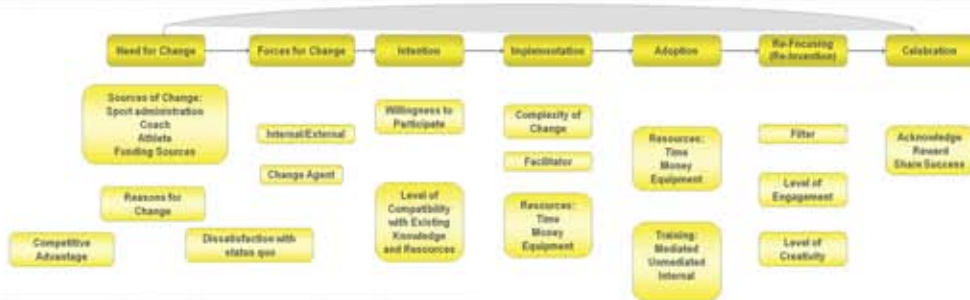 Need for Change
Forces for Change
Intention
Implementation
Adoption
Re-Focusing
(Re-Invention)
Celebration
Sources of Change:
Sport administration
Coach
Athlete
Funding Sources
Reasons for
Change
Competitive
Advantage
Dissatisfaction with
status quo
Internal/External
Change Agent
Willingness to
Participate
Level of
Compatibility
with Existing
Knowledge
and Resources
Complexity of
Change
Facilitator
Resources:
Time
Money
Equipment
Resources:
Time
Money
Equipment
Training:
Mediated
Unmediated
Internal
Filter
Level of
Engagement
Level of
Creativity
Acknowledge
Reward
Share Success